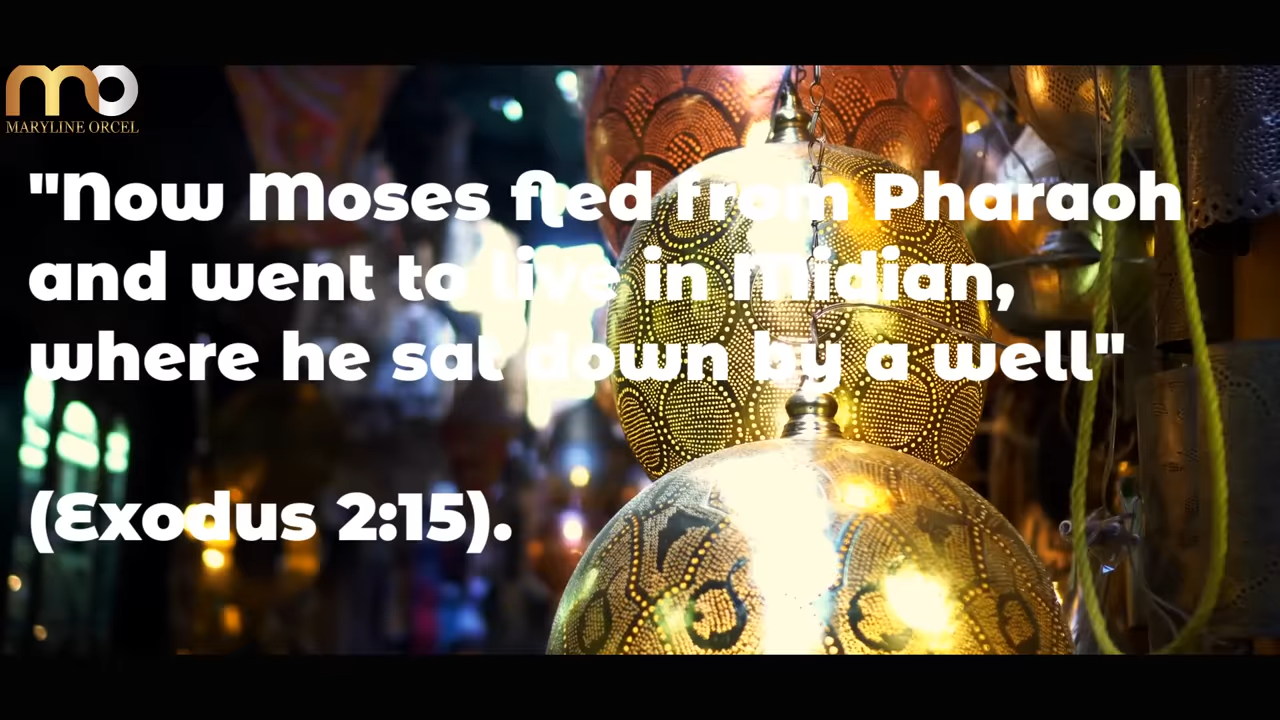 mo
MARYLINE ORCEL
"Now Moses fled from Pharaoh
and went to live in Midian,
where he sat down by a well"
(Exodus 2:15).